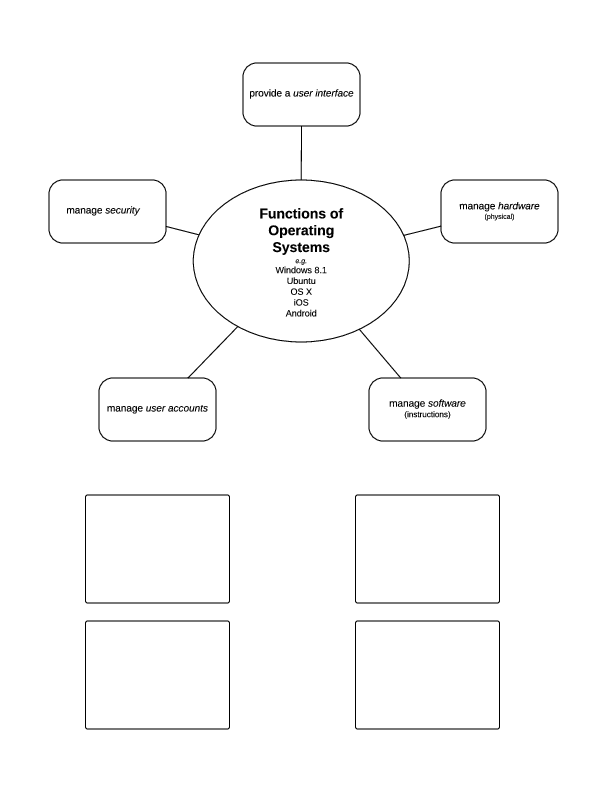 provide a user interface
manage security
manage hardware
(physical)
Functions of
Operating
Systems
e.g.
Windows 8.1
Ubuntu
OS X
iOS
Android
manage user accounts
manage software
(instructions)